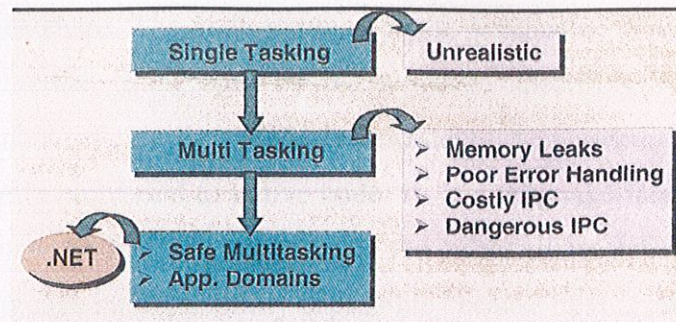 Single Tasking
Unrealistic
Multi Tasking
➢ Memory Leaks
➢ Poor Error Handling
➢ Costly IPC
➢ Dangerous IPC
.NET
➢ Safe Multitasking
➢ App. Domains